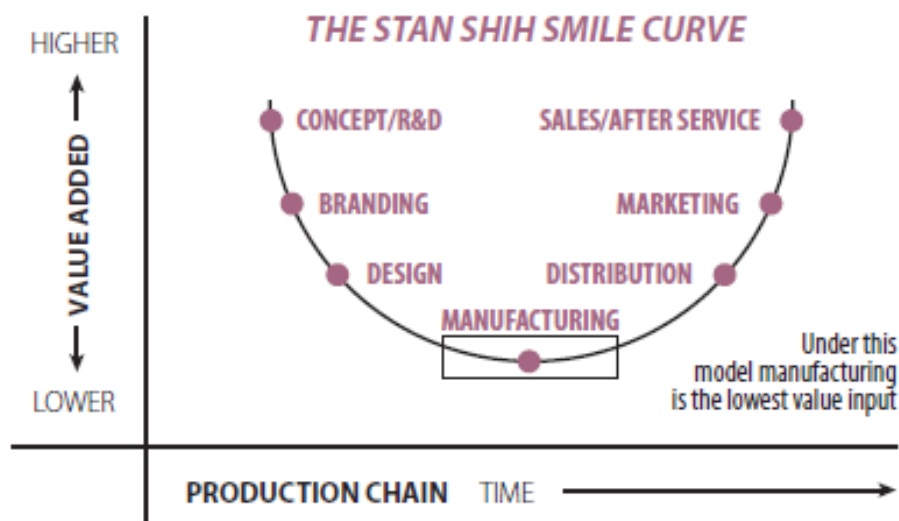 THE STAN SHIH SMILE CURVE
HIGHER
VALUE ADDED
LOWER
CONCEPT/R&D
SALES/AFTER SERVICE
BRANDING
MARKETING
DESIGN
DISTRIBUTION
MANUFACTURING
Under this
model manufacturing
is the lowest value input
PRODUCTION CHAIN TIME